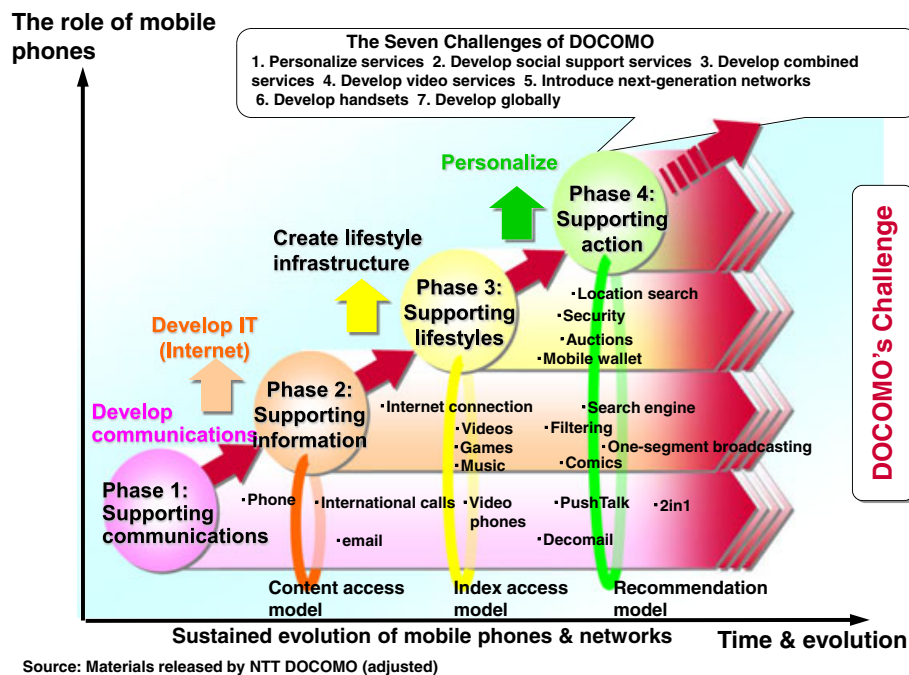 The role of mobile
phones
The Seven Challenges of DOCOMO
1. Personalize services 2. Develop social support services 3. Develop combined
services 4. Develop video services 5. Introduce next-generation networks
6. Develop handsets 7. Develop globally
Personalize
Phase 4:
Supporting
action
Create lifestyle
infrastructure
Phase 3:
Supporting
lifestyles
・Location search
・Security
・Auctions
・Mobile wallet
Develop IT
(Internet)
Phase 2:
Supporting
information
・Internet connection
・Videos
・Games
・Music
・Search engine
・Filtering
・One-segment broadcasting
・Comics
Develop
communications
Phase 1:
Supporting
communications
・Phone
・International calls
・email
・Video
phones
・PushTalk
・2in1
・Decomail
DOCOMO's Challenge
Content access
model
Index access
model
Recommendation
model
Sustained evolution of mobile phones & networks
Time & evolution
Source: Materials released by NTT DOCOMO (adjusted)